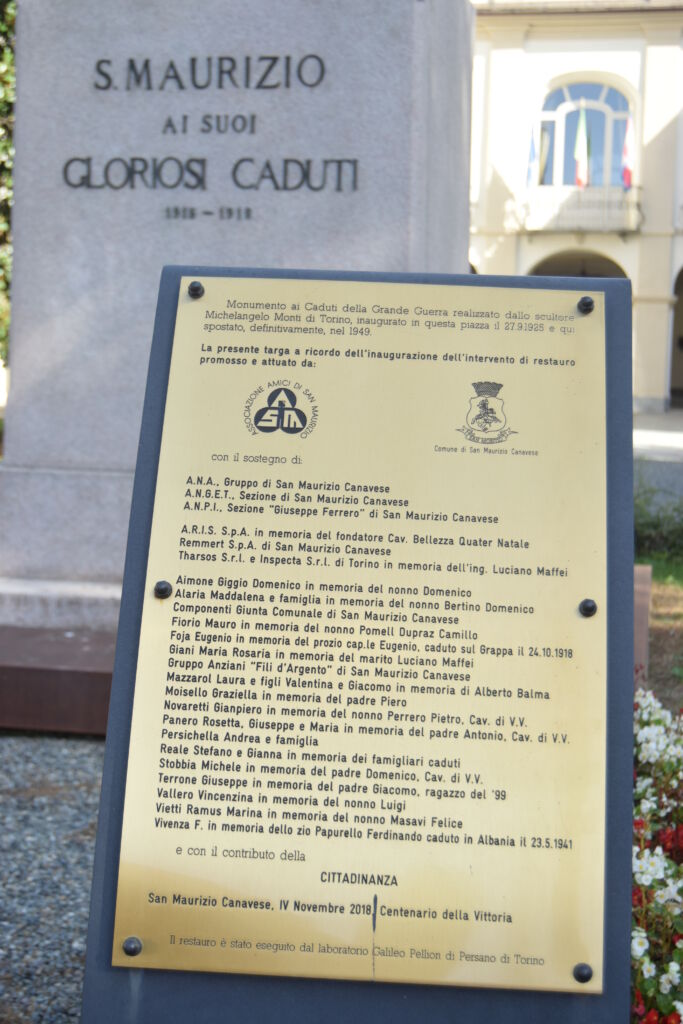 S. MAURIZIO
AI SUOI
GLORIOSI CADUTI
1915 - 1918
Monumento ai Caduti della Grande Guerra realizzato dallo scultore
Michelangelo Monti di Torino, inaugurato in questa piazza il 27.9.1925 e qui
spostato, definitivamente, nel 1949.
La presente targa a ricordo dell'inaugurazione dell'intervento di restauro
promosso e attuato da:
ASSOCIAZIONE AMICI DI SAN MAURIZIO
ASM
Comune di San Maurizio Canavese
con il sostegno di:
A.N.A., Gruppo di San Maurizio Canavese
A.N.G.E.T., Sezione di San Maurizio Canavese
A.N.P.I., Sezione "Giuseppe Ferrero" di San Maurizio Canavese
A.R.I.S. S.p.A. in memoria del fondatore Cav. Bellezza Quater Natale
Remmert S.p.A. di San Maurizio Canavese
Tharsos S.r.l. e Inspecta S.r.l. di Torino in memoria dell'ing. Luciano Maffei
Aimone Giggio Domenico in memoria del nonno Domenico
Alaria Maddalena e famiglia in memoria del nonno Bertino Domenico
Componenti Giunta Comunale di San Maurizio Canavese
Fiorio Mauro in memoria del nonno Pomell Dupraz Camillo
Foja Eugenio in memoria del prozio cap.le Eugenio, caduto sul Grappa il 24.10.1918
Giani Maria Rosaria in memoria del marito Luciano Maffei
Gruppo Anziani "Fili d'Argento" di San Maurizio Canavese
Mazzarol Laura e figli Valentina e Giacomo in memoria di Alberto Balma
Moisello Graziella in memoria del padre Piero
Novaretti Gianpiero in memoria del nonno Perrero Pietro, Cav. di V.V.
Panero Rosetta, Giuseppe e Maria in memoria del padre Antonio, Cav. di V.V.
Persichella Andrea e famiglia
Reale Stefano e Gianna in memoria dei famigliari caduti
Stobbia Michele in memoria del padre Domenico, Cav. di V.V.
Terrone Giuseppe in memoria del padre Giacomo, ragazzo del '99
Vallero Vincenzina in memoria del nonno Luigi
Vietti Ramus Marina in memoria del nonno Masavi Felice
Vivenza F. in memoria dello zio Papurello Ferdinando caduto in Albania il 23.5.1941
e con il contributo della
CITTADINANZA
San Maurizio Canavese, IV Novembre 2018, Centenario della Vittoria
Il restauro è stato eseguito dal laboratorio Galileo Pellion di Persano di Torino